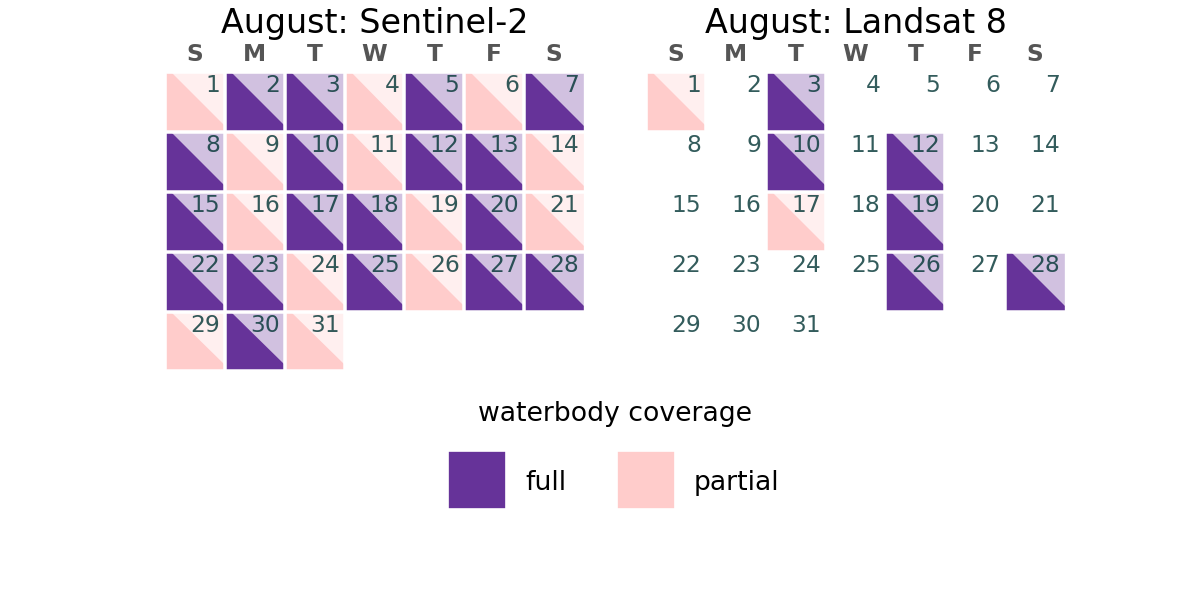 August: Sentinel-2
S M T W T F S
1 2 3 4 5 6 7
8 9 10 11 12 13 14
15 16 17 18 19 20 21
22 23 24 25 26 27 28
29 30 31
August: Landsat 8
S M T W T F S
1 2 3 4 5 6 7
8 9 10 11 12 13 14
15 16 17 18 19 20 21
22 23 24 25 26 27 28
29 30 31
waterbody coverage
full
partial